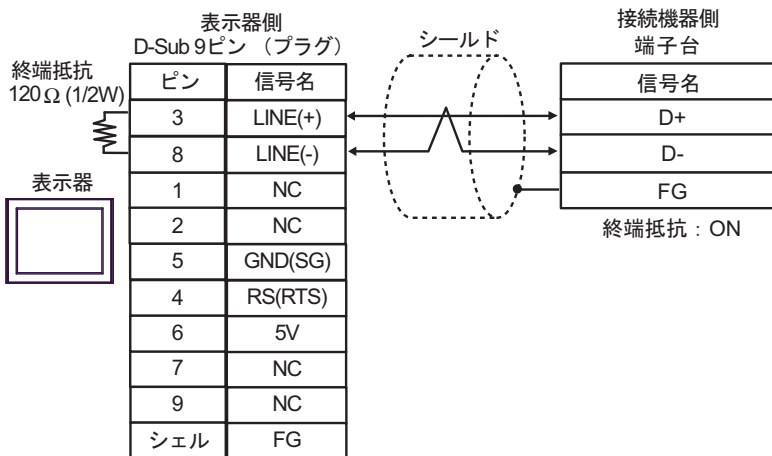 表示器側
D-Sub 9ピン （プラグ）
シールド
接続機器側
端子台
終端抵抗
120Ω (1/2W)
ピン 信号名
3 LINE(+)
8 LINE(-)
1 NC
2 NC
5 GND(SG)
4 RS(RTS)
6 5V
7 NC
9 NC
シェル FG
表示器
信号名
D+
D-
FG
終端抵抗：ON